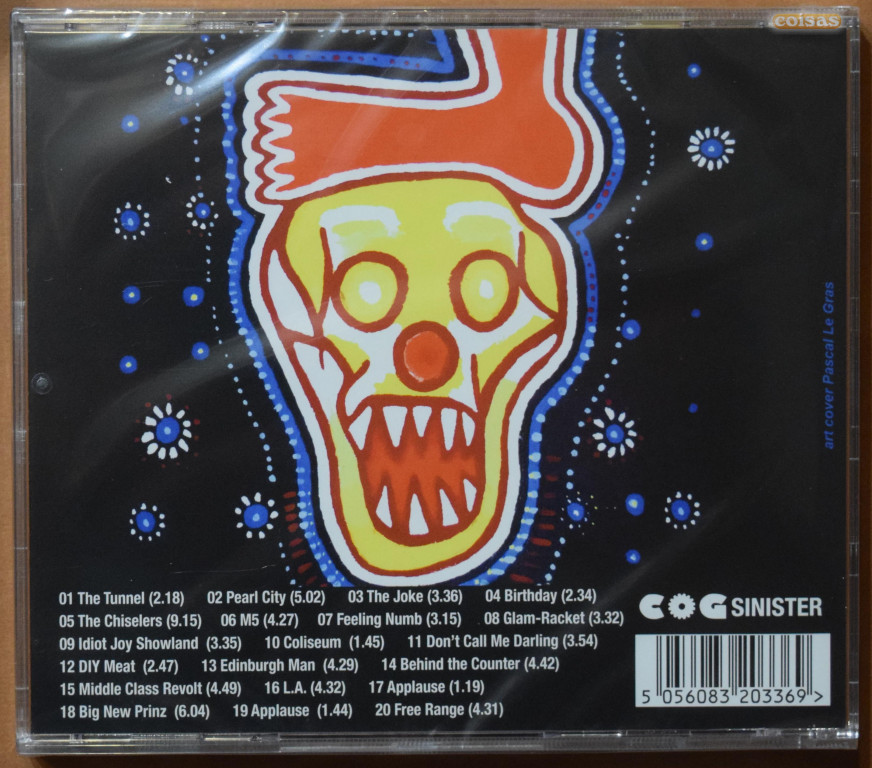 coisas
art cover Pascal Le Gras
01 The Tunnel (2.18) 02 Pearl City (5.02) 03 The Joke (3.36) 04 Birthday (2.34)
05 The Chiselers (9.15) 06 M5 (4.27) 07 Feeling Numb (3.15) 08 Glam-Racket (3.32)
09 Idiot Joy Showland (3.35) 10 Coliseum (1.45) 11 Don't Call Me Darling (3.54)
12 DIY Meat (2.47) 13 Edinburgh Man (4.29) 14 Behind the Counter (4.42)
15 Middle Class Revolt (4.49) 16 L.A. (4.32) 17 Applause (1.19)
18 Big New Prinz (6.04) 19 Applause (1.44) 20 Free Range (4.31)
COG SINISTER
5 056083 203369 >